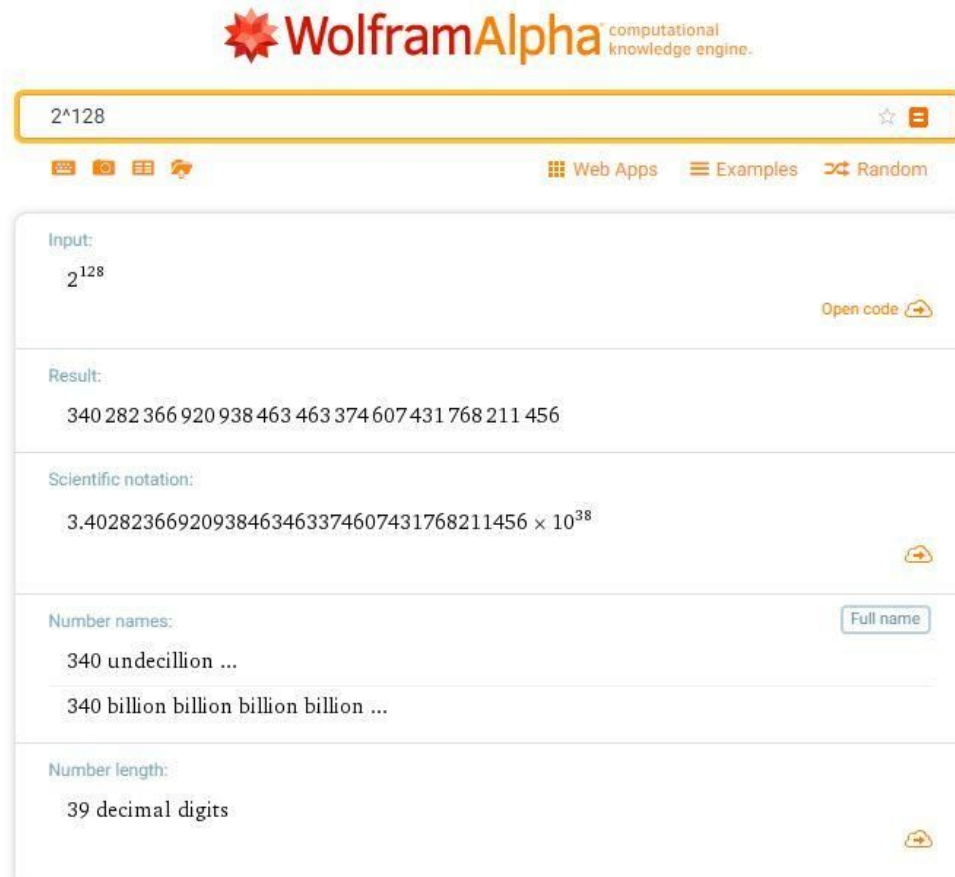 WolframAlpha computational
knowledge engine.
2^128
Web Apps Examples Random
Input:
2^128
Open code
Result:
340 282 366 920 938 463 463 374 607 431 768 211 456
Scientific notation:
3.40282366920938463463374607431768211456 × 10^38
Number names:
Full name
340 undecillion ...
340 billion billion billion billion ...
Number length:
39 decimal digits